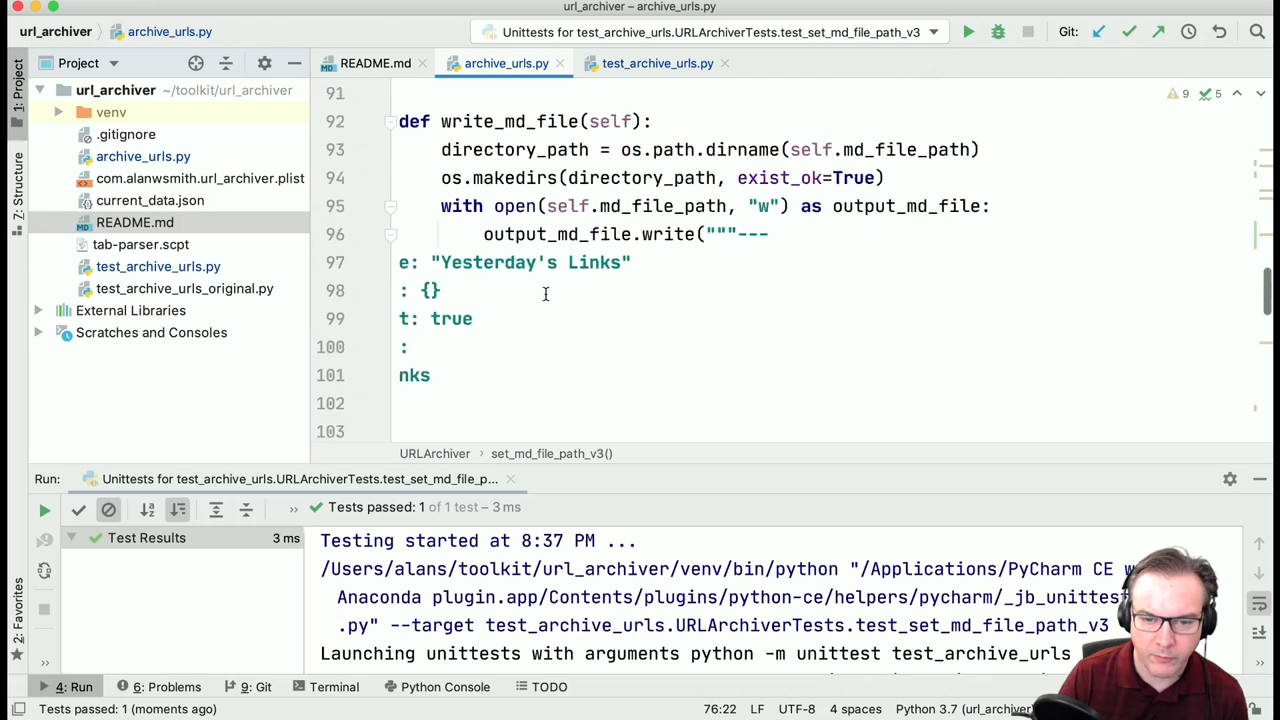 url_archiver – archive_urls.py
url_archiver archive_urls.py Unittests for test_archive_urls.URLArchiverTests.test_set_md_file_path_v3 Git:
1: Project
Project README.md archive_urls.py test_archive_urls.py
url_archiver ~/toolkit/url_archiver
venv
.gitignore
archive_urls.py
com.alanwsmith.url_archiver.plist
current_data.json
README.md
tab-parser.scpt
test_archive_urls.py
test_archive_urls_original.py
External Libraries
Scratches and Consoles
7: Structure
9 5
91
92 def write_md_file(self):
93 directory_path = os.path.dirname(self.md_file_path)
94 os.makedirs(directory_path, exist_ok=True)
95 with open(self.md_file_path, "w") as output_md_file:
96 output_md_file.write("""---
97 e: "Yesterday's Links"
98 : {}
99 t: true
100 :
101 nks
102
103
URLArchiver › set_md_file_path_v3()
Run: Unittests for test_archive_urls.URLArchiverTests.test_set_md_file_p...
Tests passed: 1 of 1 test – 3 ms
Test Results 3 ms
Testing started at 8:37 PM ...
/Users/alans/toolkit/url_archiver/venv/bin/python "/Applications/PyCharm CE w
Anaconda plugin.app/Contents/plugins/python-ce/helpers/pycharm/_jb_unittest
.py" --target test_archive_urls.URLArchiverTests.test_set_md_file_path_v3
Launching unittests with arguments python -m unittest test_archive_urls
2: Favorites
4: Run 6: Problems 9: Git Terminal Python Console TODO
Tests passed: 1 (moments ago) 76:22 LF UTF-8 4 spaces Python 3.7 (url_archiver)